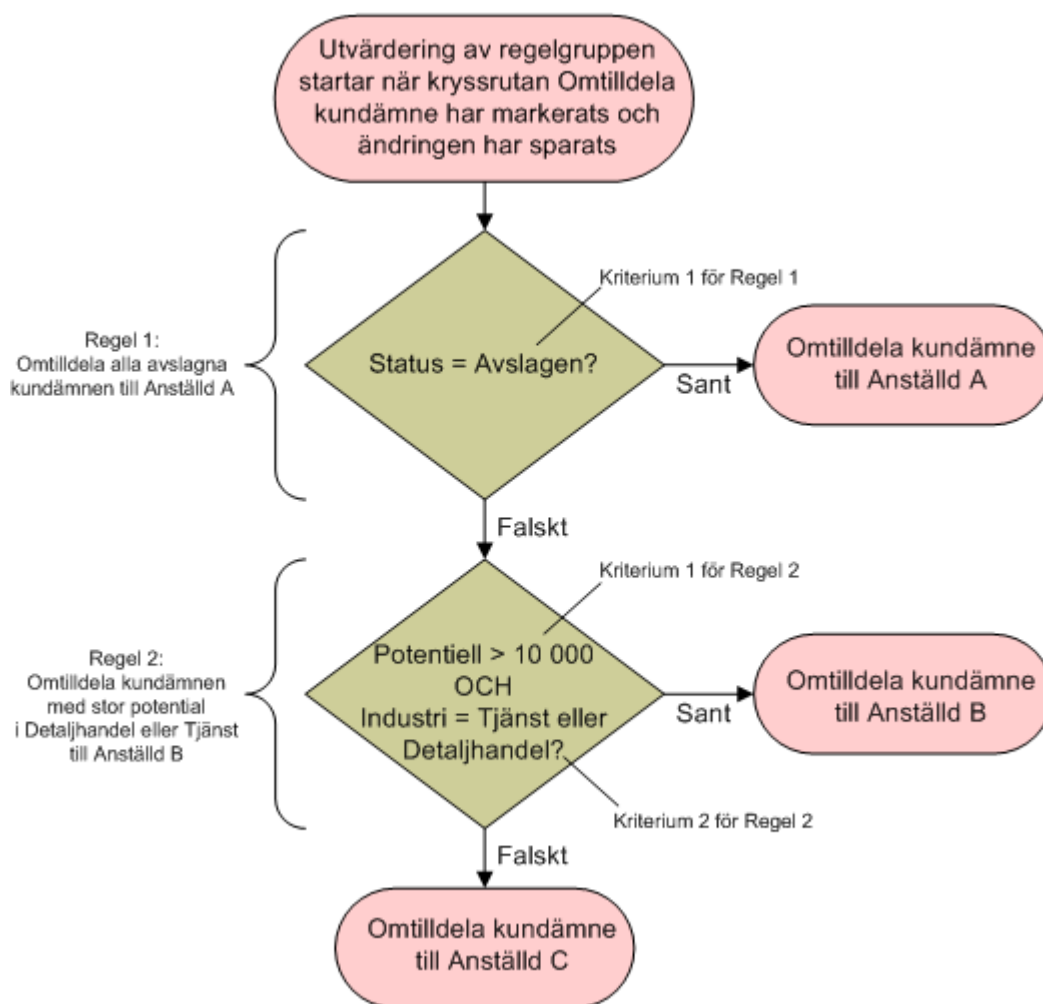 Utvärdering av regelgruppen
startar när kryssrutan Omtilldela
kundämne har markerats och
ändringen har sparats
Kriterium 1 för Regel 1
Regel 1:
Omtilldela alla avslagna
kundämnen till Anställd A
Status = Avslagen?
Sant
Omtilldela kundämne
till Anställd A
Falskt
Kriterium 1 för Regel 2
Regel 2:
Omtilldela kundämnen
med stor potential
i Detaljhandel eller Tjänst
till Anställd B
Potentiell > 10 000
OCH
Industri = Tjänst eller
Detaljhandel?
Sant
Omtilldela kundämne
till Anställd B
Kriterium 2 för Regel 2
Falskt
Omtilldela kundämne
till Anställd C